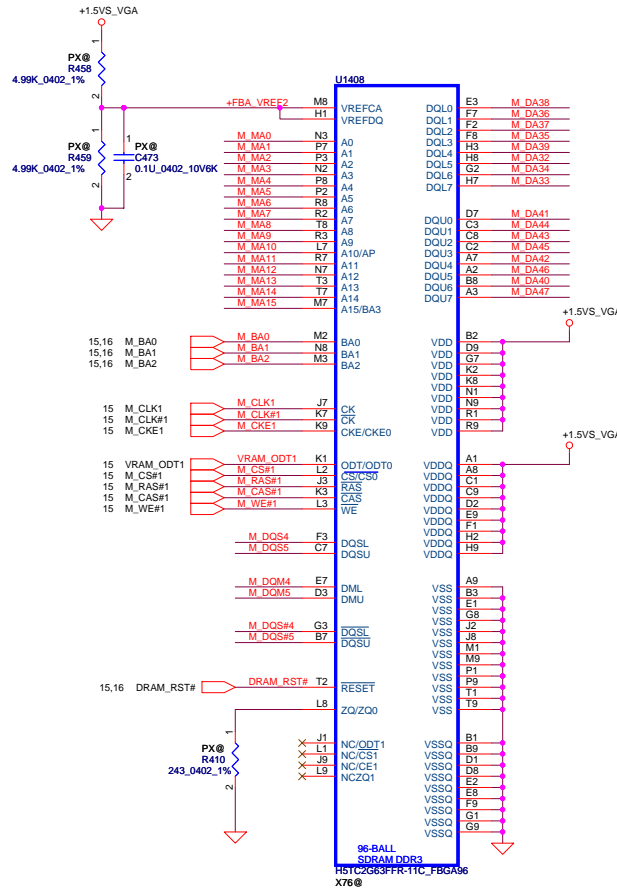 +1.5VS_VGA
1
PX@
R458
4.99K_0402_1%
2
+FBA_VREF2
1
PX@
R459
4.99K_0402_1%
2
1
PX@
C473
0.1U_0402_10V6K
2
U1408
M8 VREFCA
H1 VREFDQ
M_MA0 N3 A0
M_MA1 P7 A1
M_MA2 P3 A2
M_MA3 N2 A3
M_MA4 P8 A4
M_MA5 P2 A5
M_MA6 R8 A6
M_MA7 R2 A7
M_MA8 T8 A8
M_MA9 R3 A9
M_MA10 L7 A10/AP
M_MA11 R7 A11
M_MA12 N7 A12
M_MA13 T3 A13
M_MA14 T7 A14
M_MA15 M7 A15/BA3
15,16 M_BA0 M_BA0 M2 BA0
15,16 M_BA1 M_BA1 N8 BA1
15,16 M_BA2 M_BA2 M3 BA2
15 M_CLK1 M_CLK1 J7 CK
15 M_CLK#1 M_CLK#1 K7 CK
15 M_CKE1 M_CKE1 K9 CKE/CKE0
15 VRAM_ODT1 VRAM_ODT1 K1 ODT/ODT0
15 M_CS#1 M_CS#1 L2 CS/CS0
15 M_RAS#1 M_RAS#1 J3 RAS
15 M_CAS#1 M_CAS#1 K3 CAS
15 M_WE#1 M_WE#1 L3 WE
M_DQS4 F3 DQSL
M_DQS5 C7 DQSU
M_DQM4 E7 DML
M_DQM5 D3 DMU
M_DQS#4 G3 DQSL
M_DQS#5 B7 DQSU
15,16 DRAM_RST# DRAM_RST# T2 RESET
L8 ZQ/ZQ0
1
PX@
R410
243_0402_1%
2
J1 NC/ODT1
L1 NC/CS1
J9 NC/CE1
L9 NCZQ1
DQL0 E3 M_DA38
DQL1 F7 M_DA36
DQL2 F2 M_DA37
DQL3 F8 M_DA35
DQL4 H3 M_DA39
DQL5 H8 M_DA32
DQL6 G2 M_DA34
DQL7 H7 M_DA33
DQU0 D7 M_DA41
DQU1 C3 M_DA44
DQU2 C8 M_DA43
DQU3 C2 M_DA45
DQU4 A7 M_DA42
DQU5 A2 M_DA46
DQU6 B8 M_DA40
DQU7 A3 M_DA47
+1.5VS_VGA
VDD B2
VDD D9
VDD G7
VDD K2
VDD K8
VDD N1
VDD N9
VDD R1
VDD R9
+1.5VS_VGA
VDDQ A1
VDDQ A8
VDDQ C1
VDDQ C9
VDDQ D2
VDDQ E9
VDDQ F1
VDDQ H2
VDDQ H9
VSS A9
VSS B3
VSS E1
VSS G8
VSS J2
VSS J8
VSS M1
VSS M9
VSS P1
VSS P9
VSS T1
VSS T9
VSSQ B1
VSSQ B9
VSSQ D1
VSSQ D8
VSSQ E2
VSSQ E8
VSSQ F9
VSSQ G1
VSSQ G9
96-BALL
SDRAM DDR3
H5TC2G63FFR-11C_FBGA96
X76@